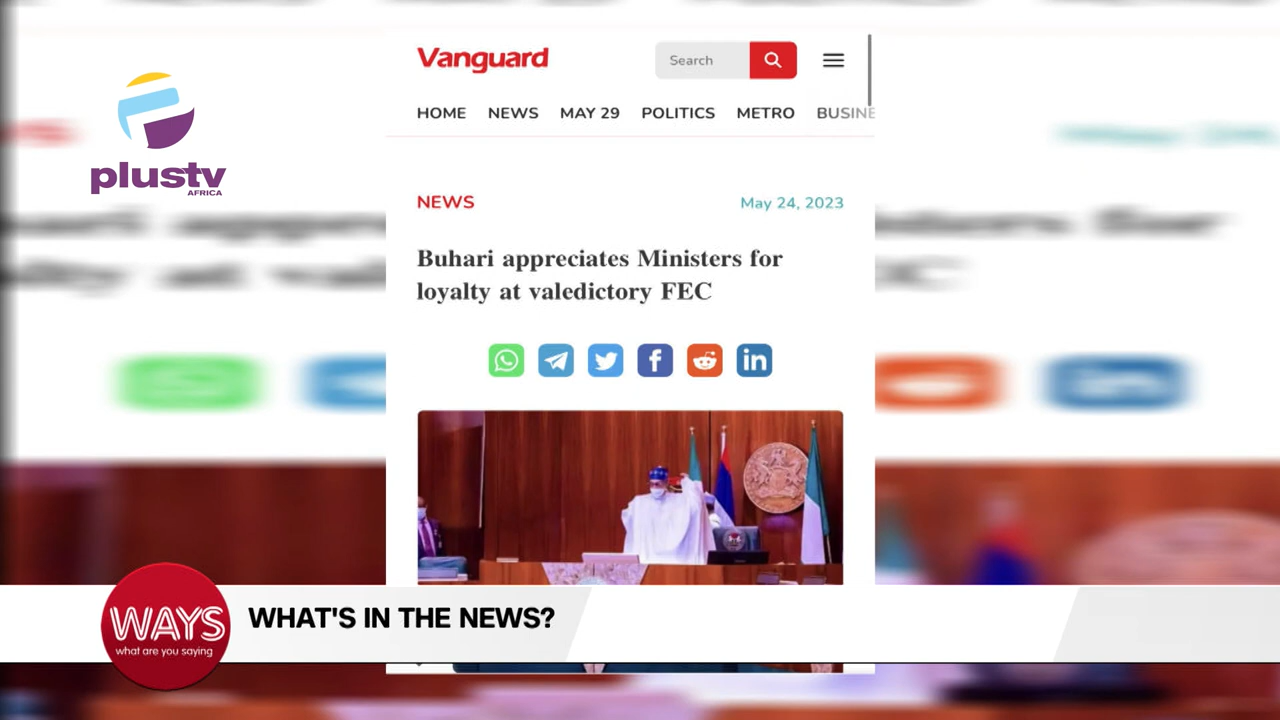 Vanguard
Search
HOME NEWS MAY 29 POLITICS METRO BUSINE
plustv
AFRICA
NEWS
May 24, 2023
Buhari appreciates Ministers for
loyalty at valedictory FEC
WAYS
what are you saying
WHAT'S IN THE NEWS?